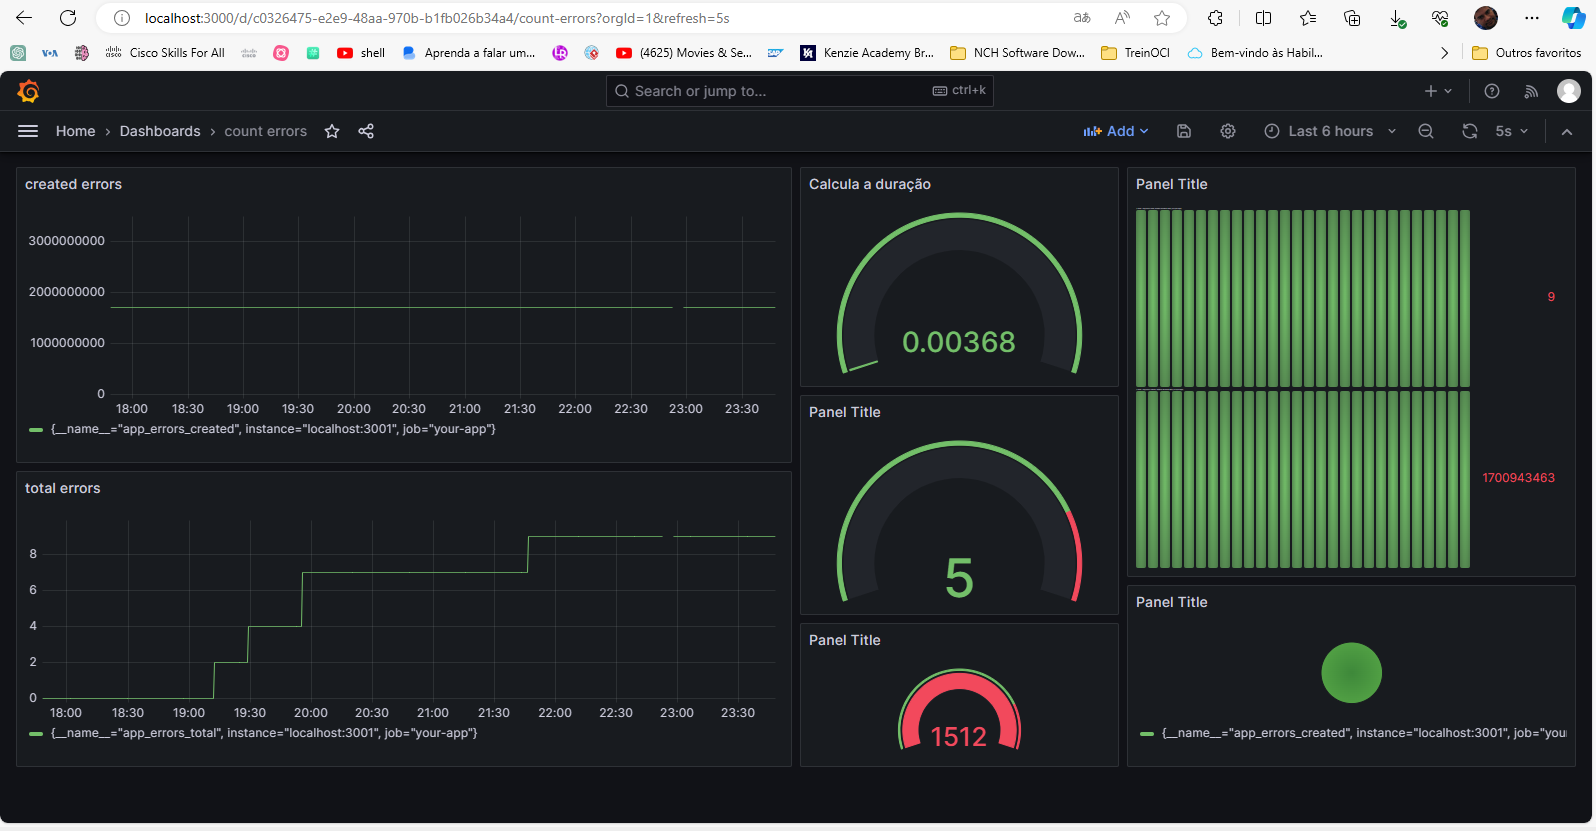 localhost:3000/d/c0326475-e2e9-48aa-970b-b1fb026b34a4/count-errors?orgId=1&refresh=5s
Cisco Skills For All
shell
Aprenda a falar um...
(4625) Movies & Se...
Kenzie Academy Br...
NCH Software Dow...
TreinOCI
Bem-vindo às Habil...
Outros favoritos
Search or jump to...
ctrl+k
Home › Dashboards › count errors
Add
Last 6 hours
5s
created errors
3000000000
2000000000
1000000000
0
18:00 18:30 19:00 19:30 20:00 20:30 21:00 21:30 22:00 22:30 23:00 23:30
{__name__="app_errors_created", instance="localhost:3001", job="your-app"}
total errors
8
6
4
2
0
18:00 18:30 19:00 19:30 20:00 20:30 21:00 21:30 22:00 22:30 23:00 23:30
{__name__="app_errors_total", instance="localhost:3001", job="your-app"}
Calcula a duração
0.00368
Panel Title
5
Panel Title
1512
Panel Title
9
1700943463
Panel Title
{__name__="app_errors_created", instance="localhost:3001", job="you